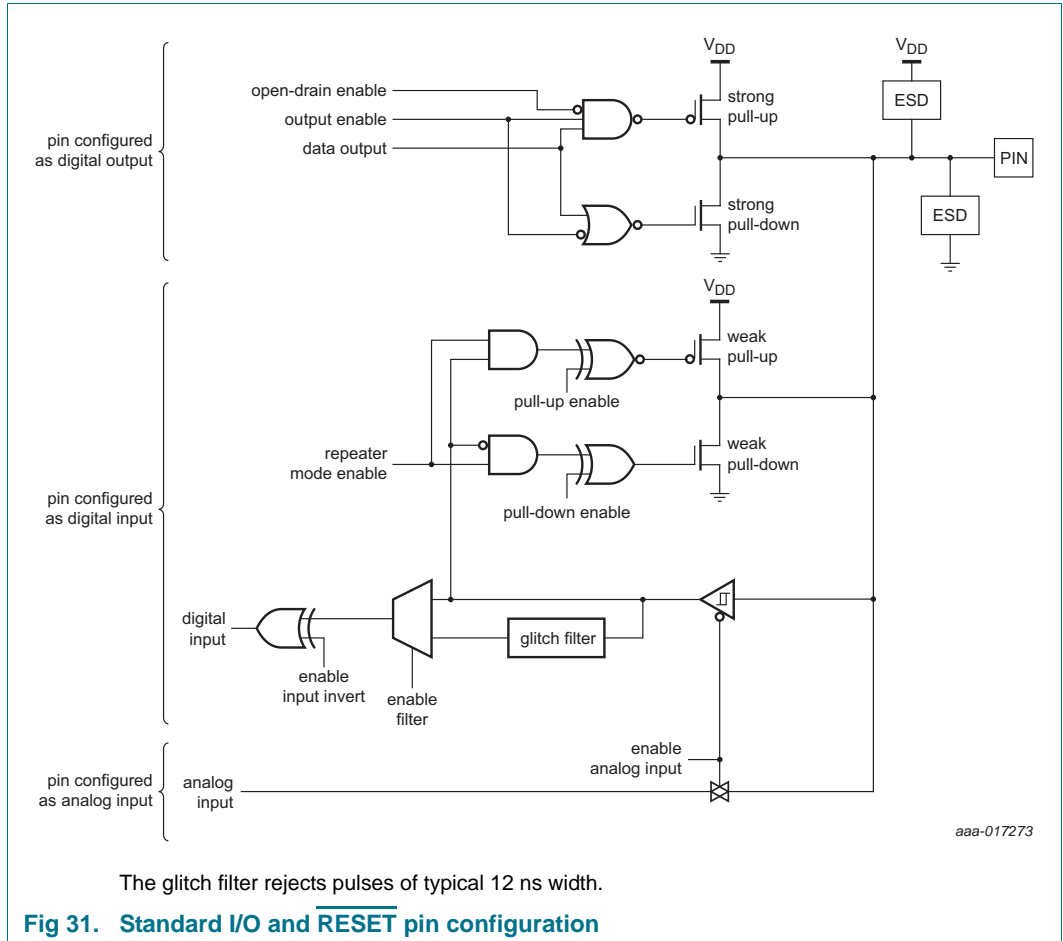 V_DD
V_DD
open-drain enable
strong
pull-up
ESD
output enable
pin configured
as digital output
data output
PIN
strong
pull-down
ESD
V_DD
weak
pull-up
pull-up enable
repeater
mode enable
weak
pull-down
pin configured
as digital input
pull-down enable
digital
input
glitch filter
enable
input invert
enable
filter
enable
analog input
pin configured
as analog input
analog
input
aaa-017273
The glitch filter rejects pulses of typical 12 ns width.
Fig 31. Standard I/O and RESET pin configuration